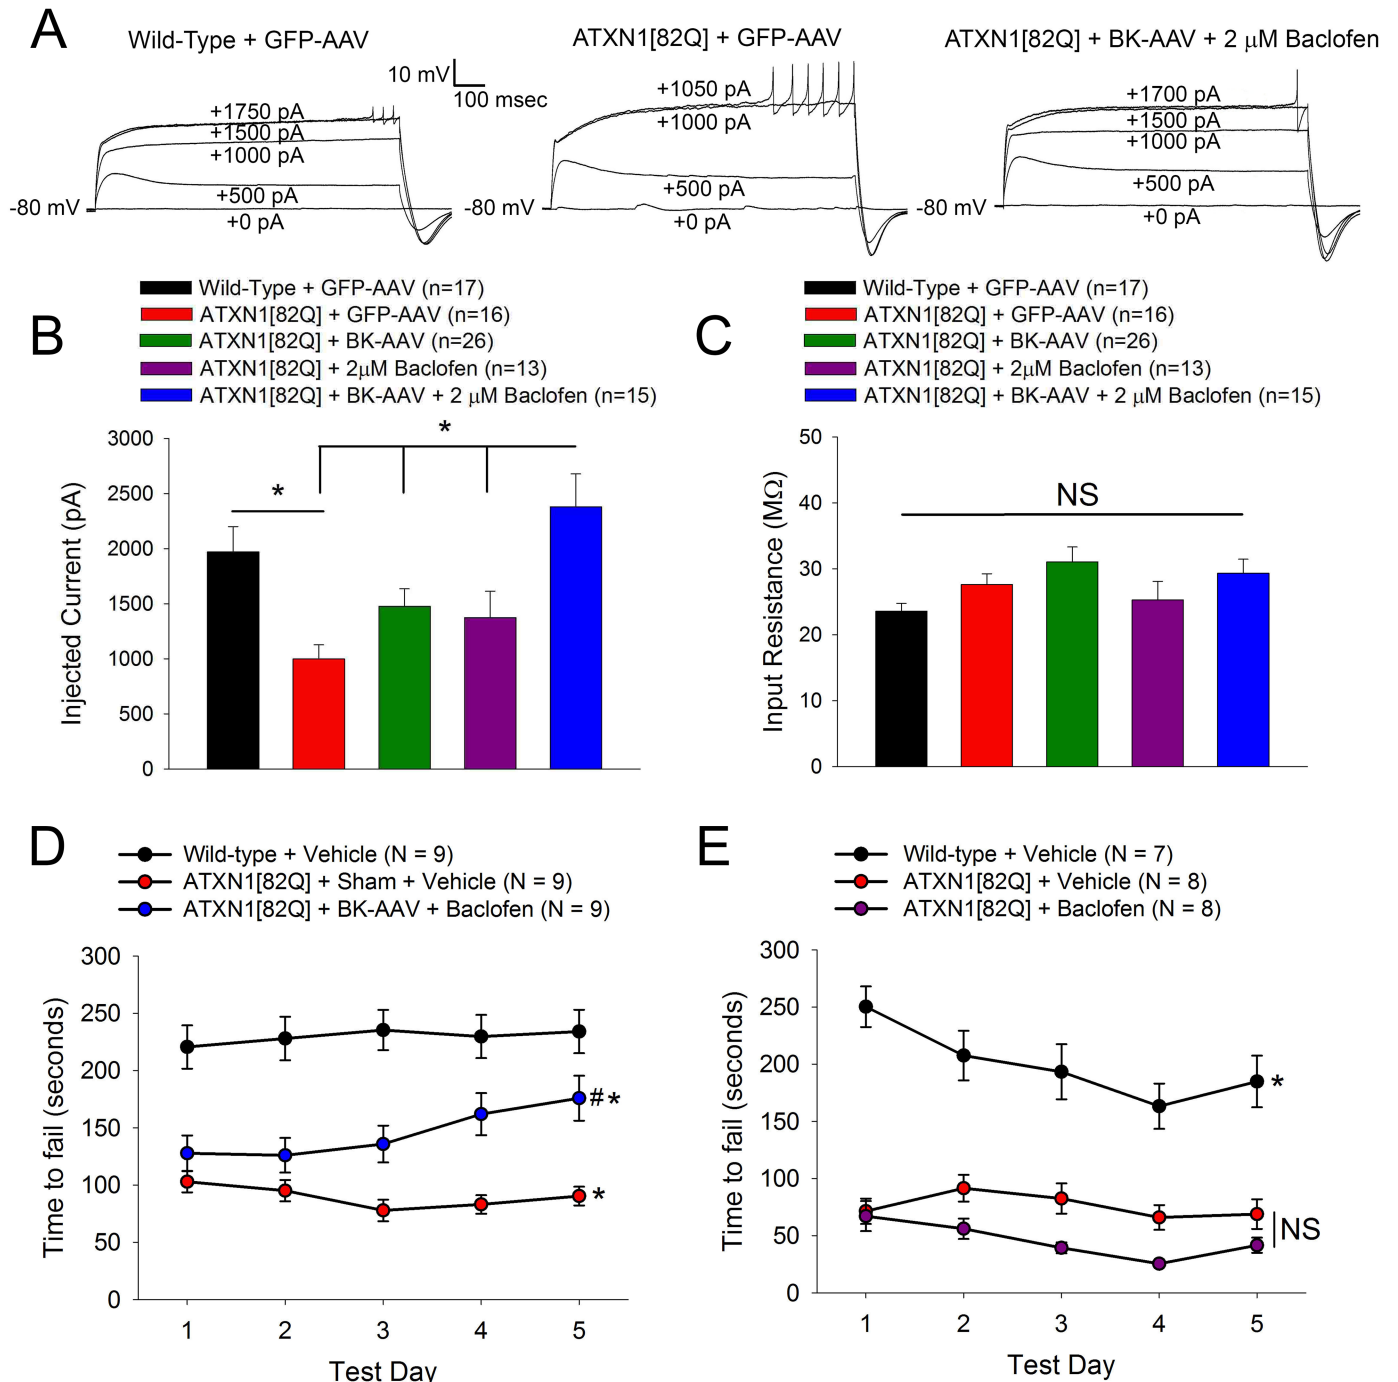 A
Wild-Type + GFP-AAV
ATXN1[82Q] + GFP-AAV
ATXN1[82Q] + BK-AAV + 2 μM Baclofen
10 mV
100 msec
+1750 pA
+1500 pA
+1000 pA
+500 pA
-80 mV
+0 pA
+1050 pA
+1000 pA
+500 pA
-80 mV
+0 pA
+1700 pA
+1500 pA
+1000 pA
+500 pA
-80 mV
+0 pA
B
Wild-Type + GFP-AAV (n=17)
ATXN1[82Q] + GFP-AAV (n=16)
ATXN1[82Q] + BK-AAV (n=26)
ATXN1[82Q] + 2μM Baclofen (n=13)
ATXN1[82Q] + BK-AAV + 2 μM Baclofen (n=15)
Injected Current (pA)
3000
2500
2000
1500
1000
500
0
*
*
C
Wild-Type + GFP-AAV (n=17)
ATXN1[82Q] + GFP-AAV (n=16)
ATXN1[82Q] + BK-AAV (n=26)
ATXN1[82Q] + 2μM Baclofen (n=13)
ATXN1[82Q] + BK-AAV + 2 μM Baclofen (n=15)
Input Resistance (MΩ)
50
40
30
20
10
0
NS
D
Wild-type + Vehicle (N = 9)
ATXN1[82Q] + Sham + Vehicle (N = 9)
ATXN1[82Q] + BK-AAV + Baclofen (N = 9)
Time to fail (seconds)
300
250
200
150
100
50
0
#*
*
1 2 3 4 5
Test Day
E
Wild-type + Vehicle (N = 7)
ATXN1[82Q] + Vehicle (N = 8)
ATXN1[82Q] + Baclofen (N = 8)
Time to fail (seconds)
300
250
200
150
100
50
0
*
NS
1 2 3 4 5
Test Day